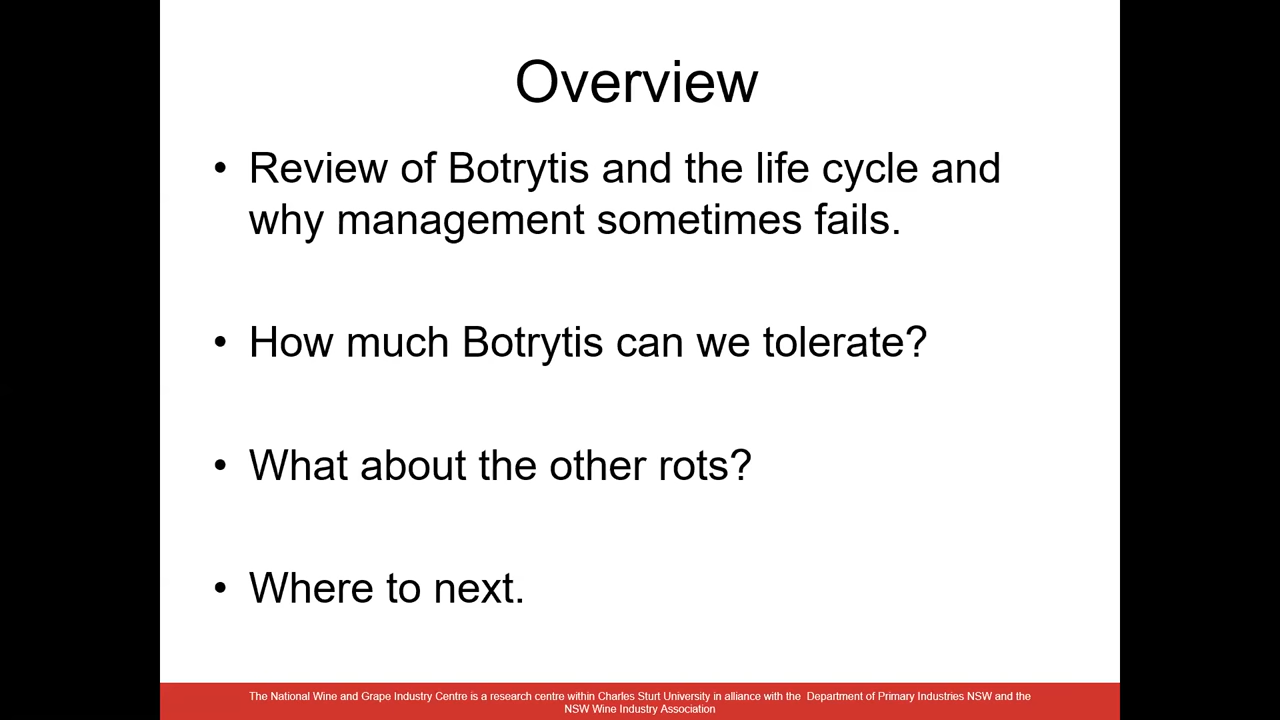 Overview
• Review of Botrytis and the life cycle and
why management sometimes fails.
• How much Botrytis can we tolerate?
• What about the other rots?
• Where to next.
The National Wine and Grape Industry Centre is a research centre within Charles Sturt University in alliance with the Department of Primary Industries NSW and the
NSW Wine Industry Association